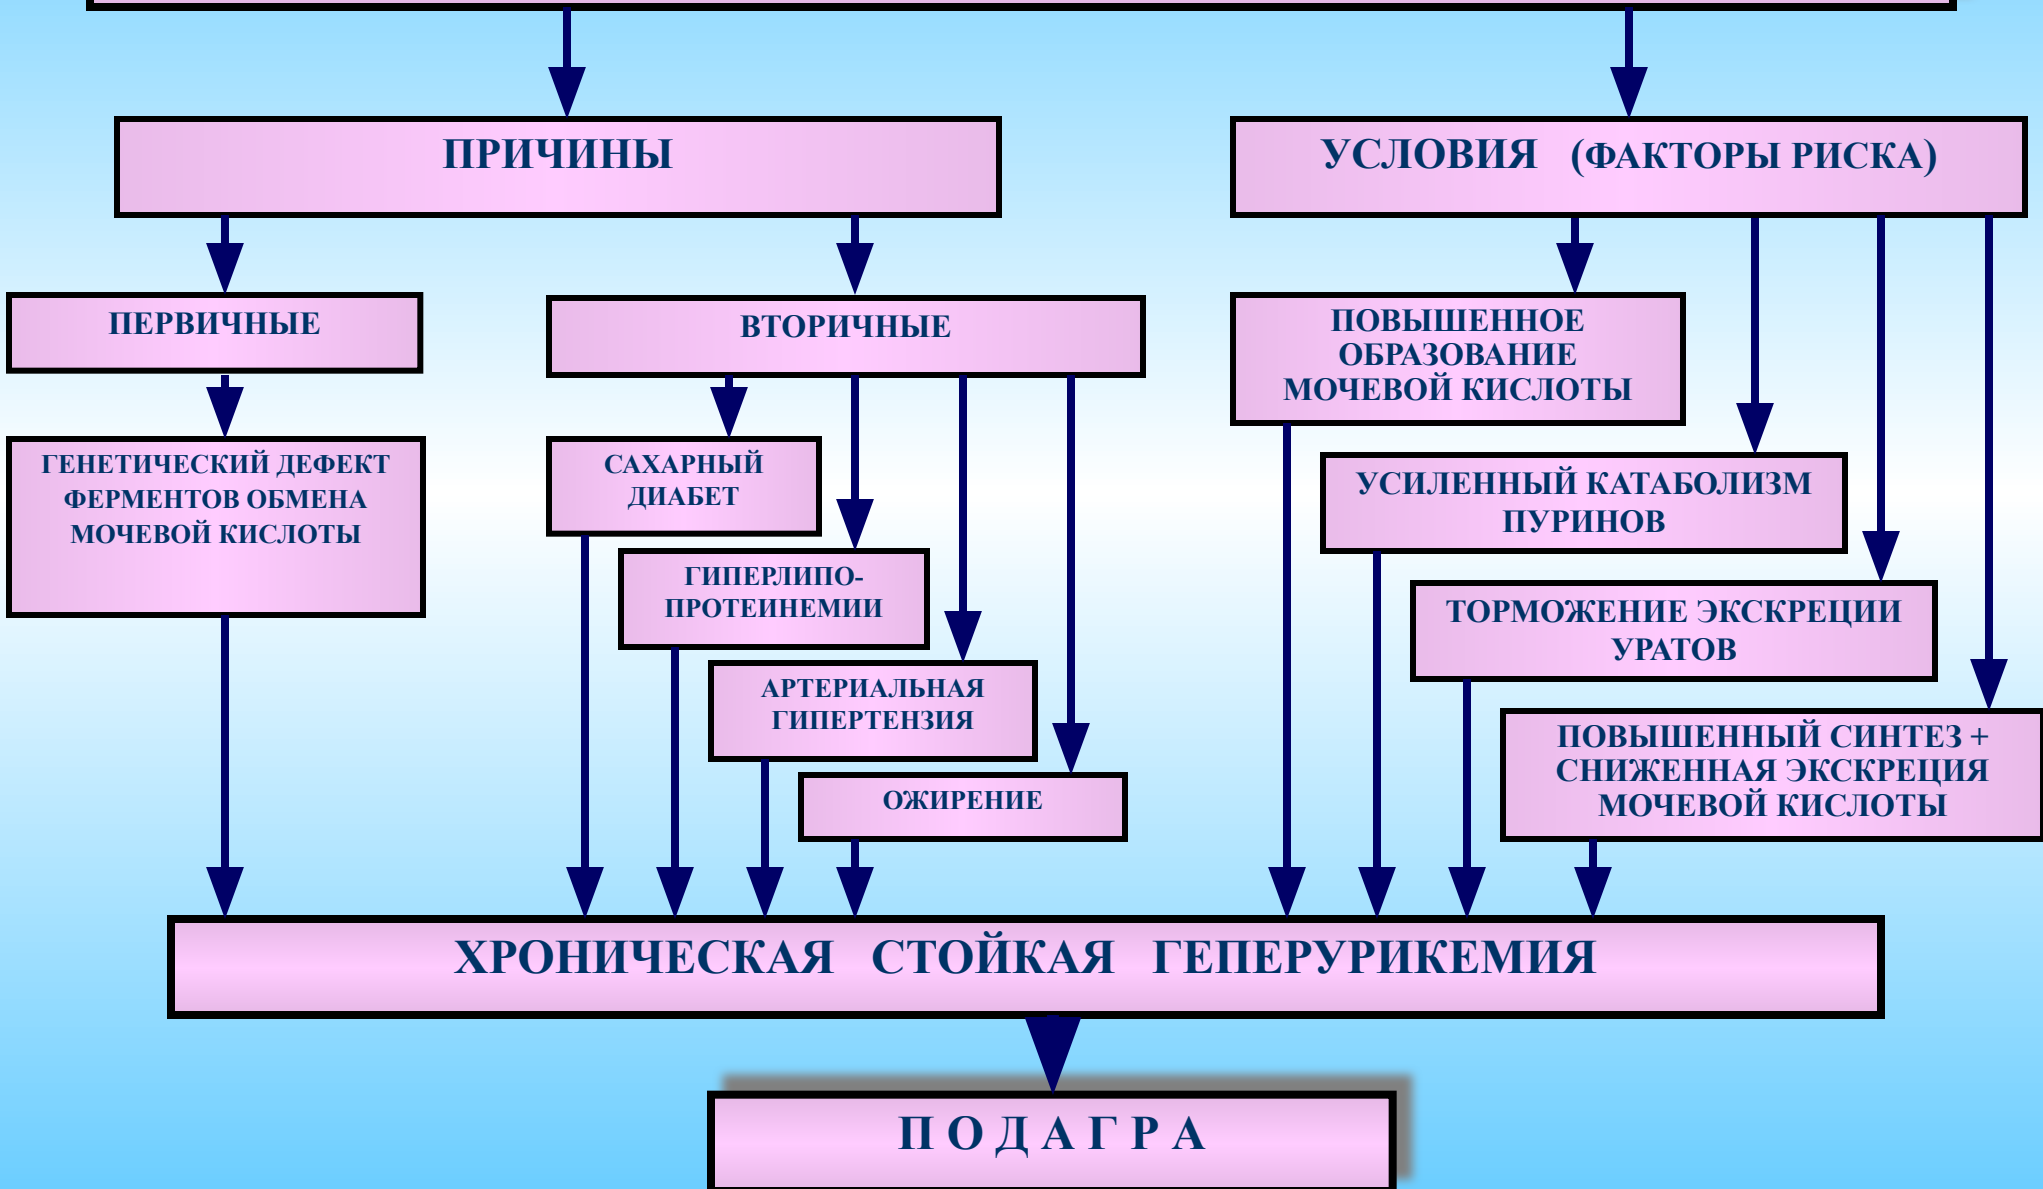 ПРИЧИНЫ
УСЛОВИЯ (ФАКТОРЫ РИСКА)
ПЕРВИЧНЫЕ
ВТОРИЧНЫЕ
ПОВЫШЕННОЕ
ОБРАЗОВАНИЕ
МОЧЕВОЙ КИСЛОТЫ
ГЕНЕТИЧЕСКИЙ ДЕФЕКТ
ФЕРМЕНТОВ ОБМЕНА
МОЧЕВОЙ КИСЛОТЫ
САХАРНЫЙ
ДИАБЕТ
УСИЛЕННЫЙ КАТАБОЛИЗМ
ПУРИНОВ
ГИПЕРЛИПО-
ПРОТЕИНЕМИИ
ТОРМОЖЕНИЕ ЭКСКРЕЦИИ
УРАТОВ
АРТЕРИАЛЬНАЯ
ГИПЕРТЕНЗИЯ
ПОВЫШЕННЫЙ СИНТЕЗ +
СНИЖЕННАЯ ЭКСКРЕЦИЯ
МОЧЕВОЙ КИСЛОТЫ
ОЖИРЕНИЕ
ХРОНИЧЕСКАЯ СТОЙКАЯ ГЕПЕРУРИКЕМИЯ
П О Д А Г Р А